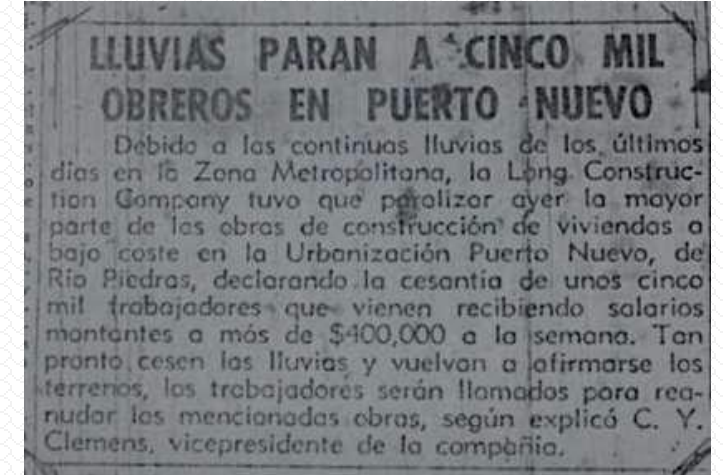 LLUVIAS PARAN A CINCO MIL
OBREROS EN PUERTO NUEVO
Debido a las continuas lluvias de los últimos
días en la Zona Metropolitana, la Long Construc-
tion Company tuvo que paralizar ayer la mayor
parte de las obras de construcción de viviendas a
bajo coste en la Urbanización Puerto Nuevo, de
Río Piedras, declarando la cesantía de unos cinco
mil trabajadores que vienen recibiendo salarios
montantes a más de $400,000 a la semana. Tan
pronto cesen las lluvias y vuelvan a afirmarse los
terrenos, los trabajadores serán llamados para rea-
nudar las mencionadas obras, según explicó C. Y.
Clemens, vicepresidente de la compañía.